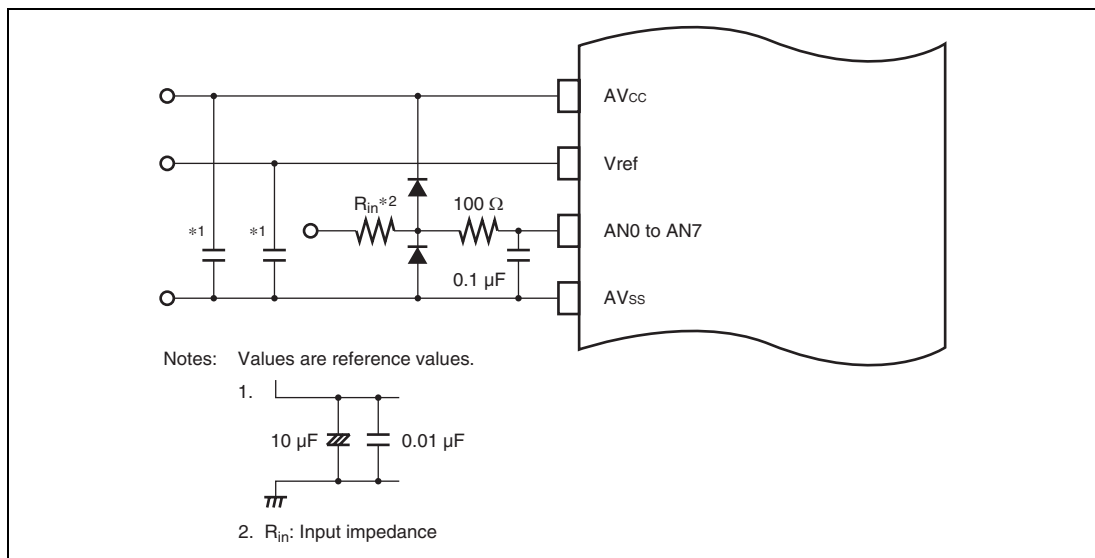 AVcc
Vref
Rin*2
100 Ω
*1
*1
AN0 to AN7
0.1 µF
AVss
Notes: Values are reference values.
1.
10 µF
0.01 µF
2. Rin: Input impedance